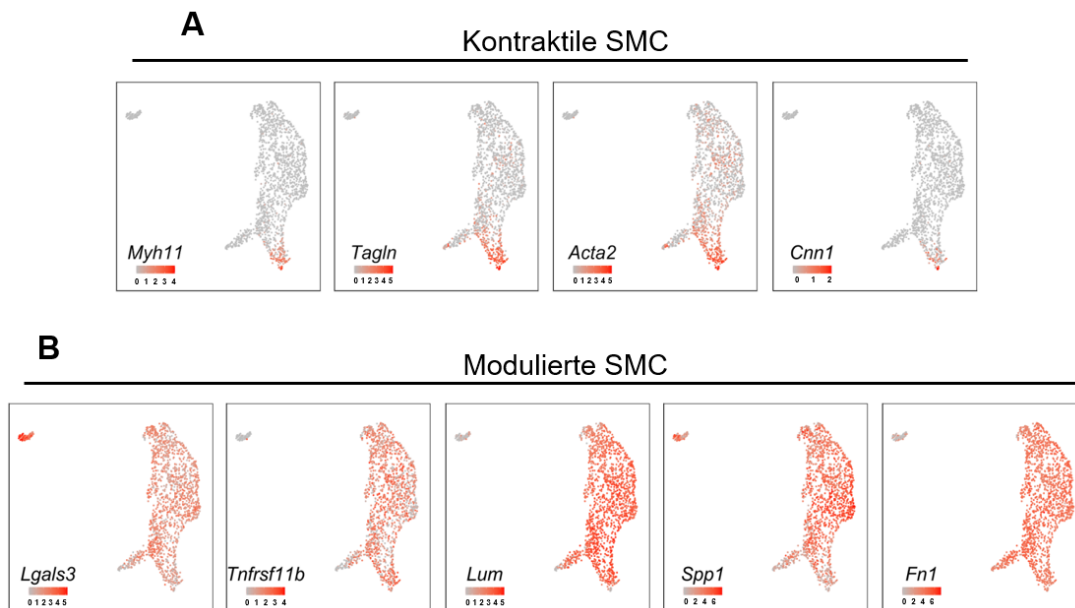 A
Kontraktile SMC
Myh11
0 1 2 3 4
Tagln
0 1 2 3 4 5
Acta2
0 1 2 3 4 5
Cnn1
0 1 2
B
Modulierte SMC
Lgals3
0 1 2 3 4 5
Tnfrsf11b
0 1 2 3 4
Lum
0 1 2 3 4 5
Spp1
0 2 4 6
Fn1
0 2 4 6